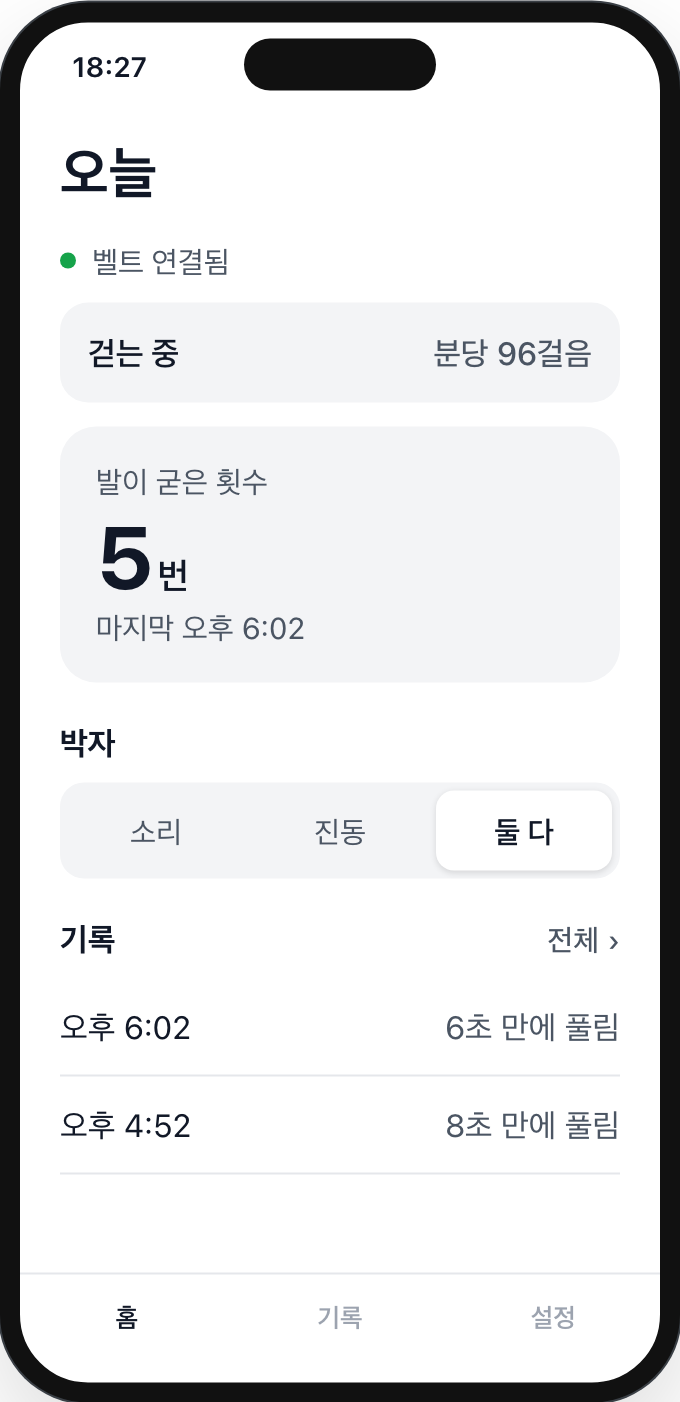 18:27
오늘
벨트 연결됨
걷는 중 분당 96걸음
발이 굳은 횟수
5번
마지막 오후 6:02
박자
소리 진동 둘 다
기록 전체 ›
오후 6:02 6초 만에 풀림
오후 4:52 8초 만에 풀림
홈 기록 설정